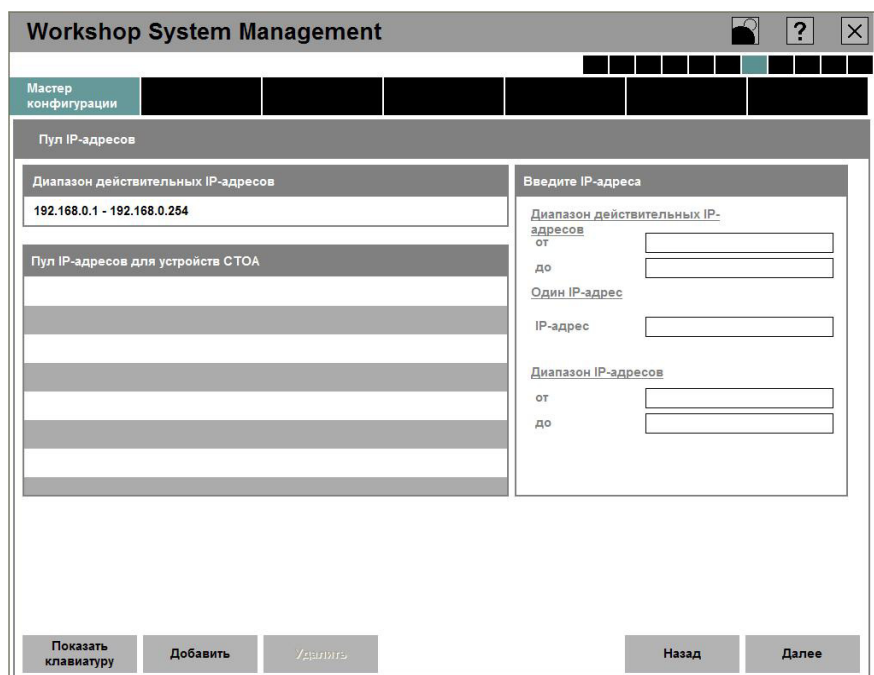 Workshop System Management
?
Мастер
конфигурации
Пул IP-адресов
Диапазон действительных IP-адресов
192.168.0.1 - 192.168.0.254
Пул IP-адресов для устройств СТОА
Введите IP-адреса
Диапазон действительных IP-
адресов
от
до
Один IP-адрес
IP-адрес
Диапазон IP-адресов
от
до
Показать
клавиатуру
Добавить
Удалить
Назад
Далее